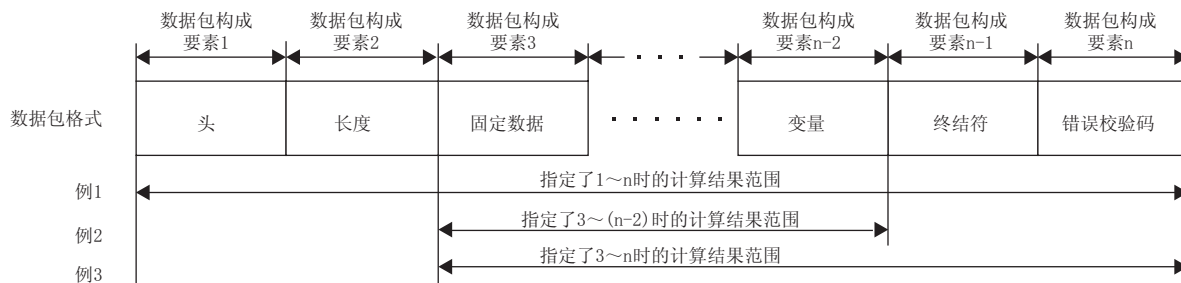 数据包构成
要素1
数据包构成
要素2
数据包构成
要素3
数据包构成
要素n-2
数据包构成
要素n-1
数据包构成
要素n
数据包格式
头
长度
固定数据
变量
终结符
错误校验码
例1
指定了1～n时的计算结果范围
例2
指定了3～(n-2)时的计算结果范围
例3
指定了3～n时的计算结果范围